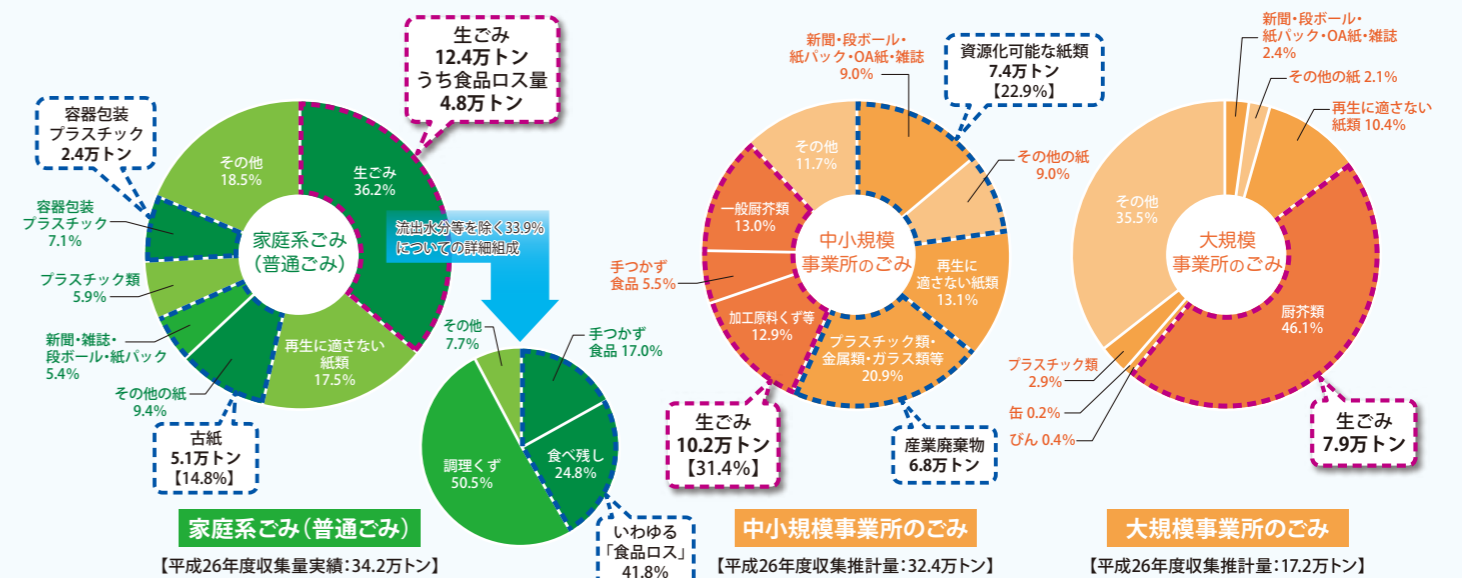 生ごみ
12.4万トン
うち食品ロス量
4.8万トン
容器包装
プラスチック
2.4万トン
その他
18.5%
生ごみ
36.2%
容器包装
プラスチック
7.1%
家庭系ごみ
(普通ごみ)
流出水分等を除く33.9%
についての詳細組成
プラスチック類
5.9%
新聞・雑誌・
段ボール・紙パック
5.4%
その他の紙
9.4%
再生に適さない
紙類
17.5%
古紙
5.1万トン
【14.8%】
その他
7.7%
手つかず
食品 17.0%
調理くず
50.5%
食べ残し
24.8%
いわゆる
「食品ロス」
41.8%
家庭系ごみ(普通ごみ)
【平成26年度収集量実績:34.2万トン】
新聞・段ボール・
紙パック・OA紙・雑誌
9.0%
資源化可能な紙類
7.4万トン
【22.9%】
その他
11.7%
その他の紙
9.0%
一般厨芥類
13.0%
中小規模
事業所のごみ
手つかず
食品 5.5%
再生に
適さない紙類
13.1%
加工原料くず等
12.9%
プラスチック類・
金属類・ガラス類等
20.9%
生ごみ
10.2万トン
【31.4%】
産業廃棄物
6.8万トン
中小規模事業所のごみ
【平成26年度収集推計量:32.4万トン】
新聞・段ボール・
紙パック・OA紙・雑誌
2.4%
その他の紙 2.1%
再生に適さない
紙類 10.4%
その他
35.5%
大規模
事業所のごみ
厨芥類
46.1%
プラスチック類
2.9%
缶 0.2%
びん 0.4%
生ごみ
7.9万トン
大規模事業所のごみ
【平成26年度収集推計量:17.2万トン】